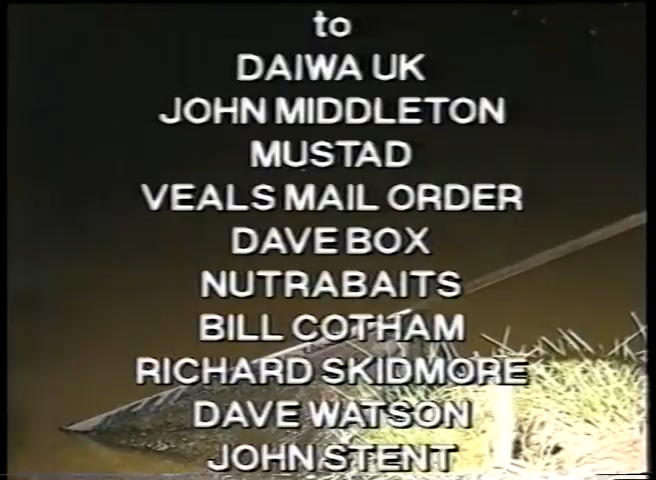 to
DAIWA UK
JOHN MIDDLETON
MUSTAD
VEALS MAIL ORDER
DAVE BOX
NUTRABAITS
BILL COTHAM
RICHARD SKIDMORE
DAVE WATSON
JOHN STENT